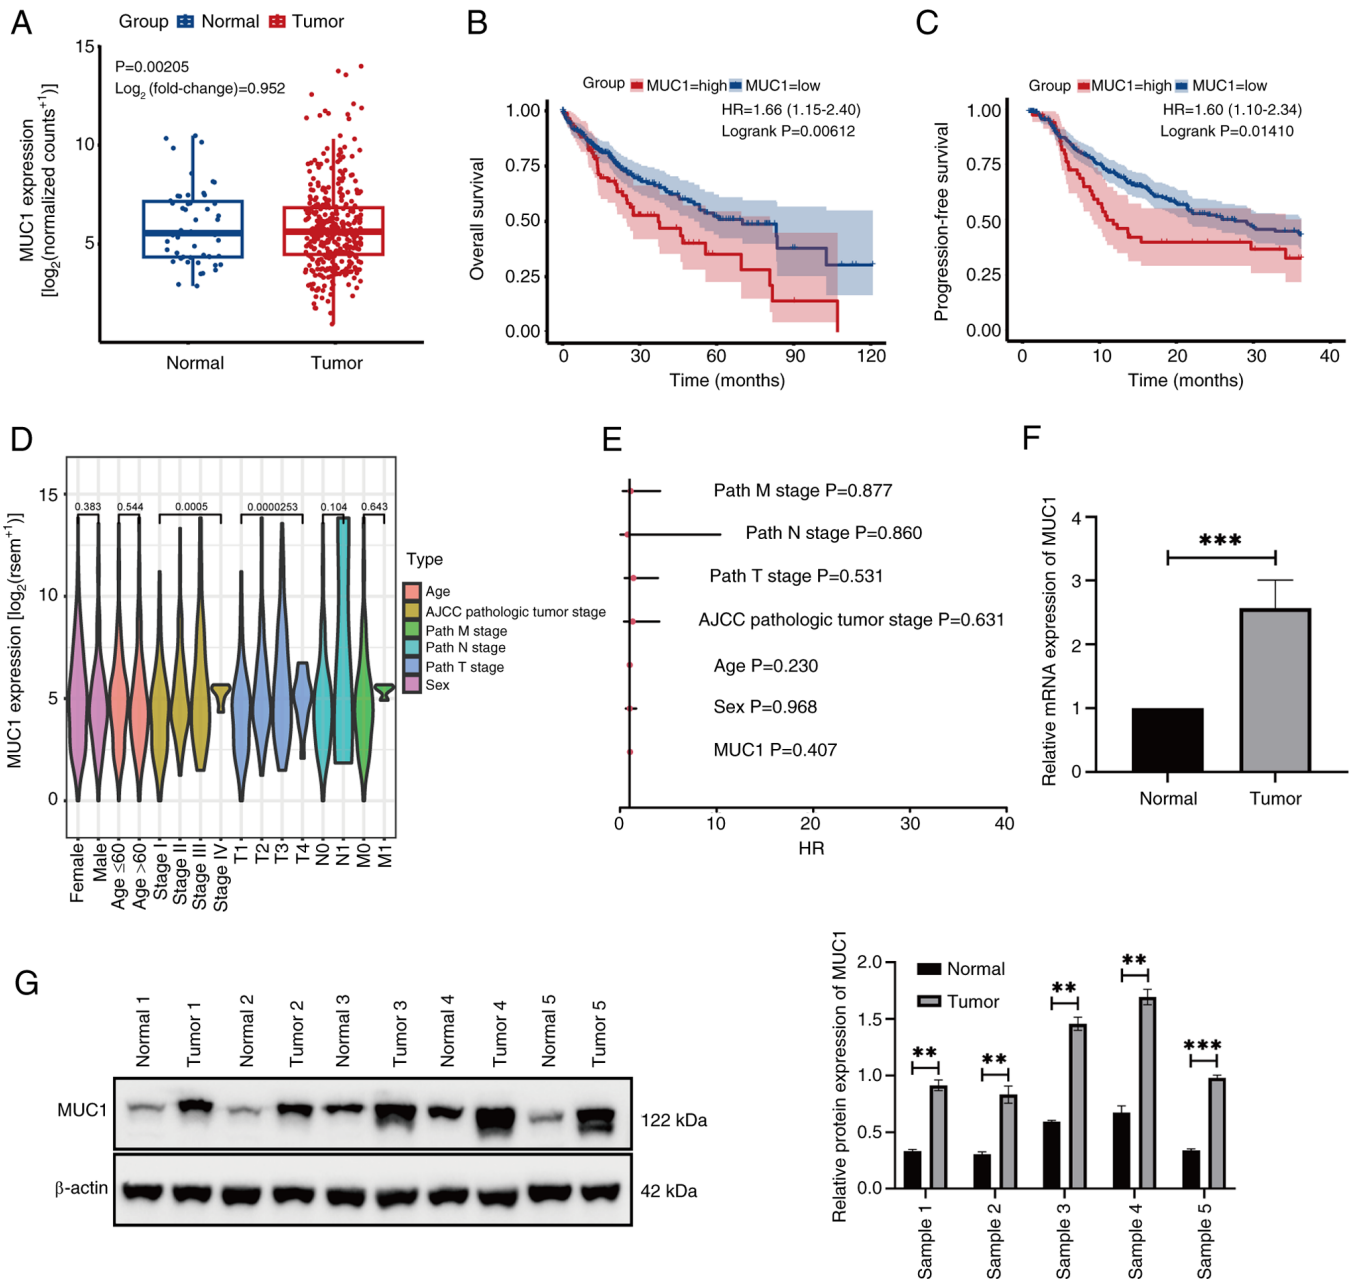 A
Group Normal Tumor
P=0.00205
Log2 (fold-change)=0.952
MUC1 expression
[log2(normalized counts+1)]
15
10
5
Normal Tumor
B
Group MUC1=high MUC1=low
HR=1.66 (1.15-2.40)
Logrank P=0.00612
Overall survival
1.00
0.75
0.50
0.25
0.00
0 30 60 90 120
Time (months)
C
Group MUC1=high MUC1=low
HR=1.60 (1.10-2.34)
Logrank P=0.01410
Progression-free survival
1.00
0.75
0.50
0.25
0.00
0 10 20 30 40
Time (months)
D
MUC1 expression [log2(rsem+1)]
15
10
5
0
0.383 0.544 0.0005 0.0000253 0.104 0.643
Female
Male
Age ≤60
Age >60
Stage I
Stage II
Stage III
Stage IV
T1
T2
T3
T4
N0
N1
M0
M1
Type
Age
AJCC pathologic tumor stage
Path M stage
Path N stage
Path T stage
Sex
E
Path M stage P=0.877
Path N stage P=0.860
Path T stage P=0.531
AJCC pathologic tumor stage P=0.631
Age P=0.230
Sex P=0.968
MUC1 P=0.407
0 10 20 30 40
HR
F
Relative mRNA expression of MUC1
4
3
2
1
0
***
Normal Tumor
G
Normal 1
Tumor 1
Normal 2
Tumor 2
Normal 3
Tumor 3
Normal 4
Tumor 4
Normal 5
Tumor 5
MUC1
122 kDa
β-actin
42 kDa
Relative protein expression of MUC1
2.0
1.5
1.0
0.5
0.0
Normal
Tumor
** ** ** ** ***
Sample 1
Sample 2
Sample 3
Sample 4
Sample 5